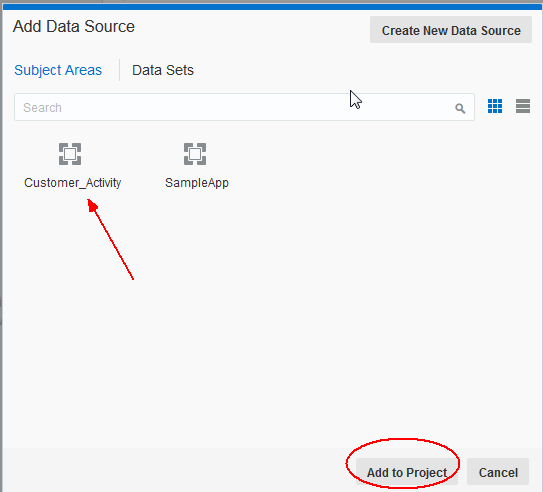 Add Data Source
Create New Data Source
Subject Areas
Data Sets
Search
Customer_Activity
SampleApp
Add to Project
Cancel